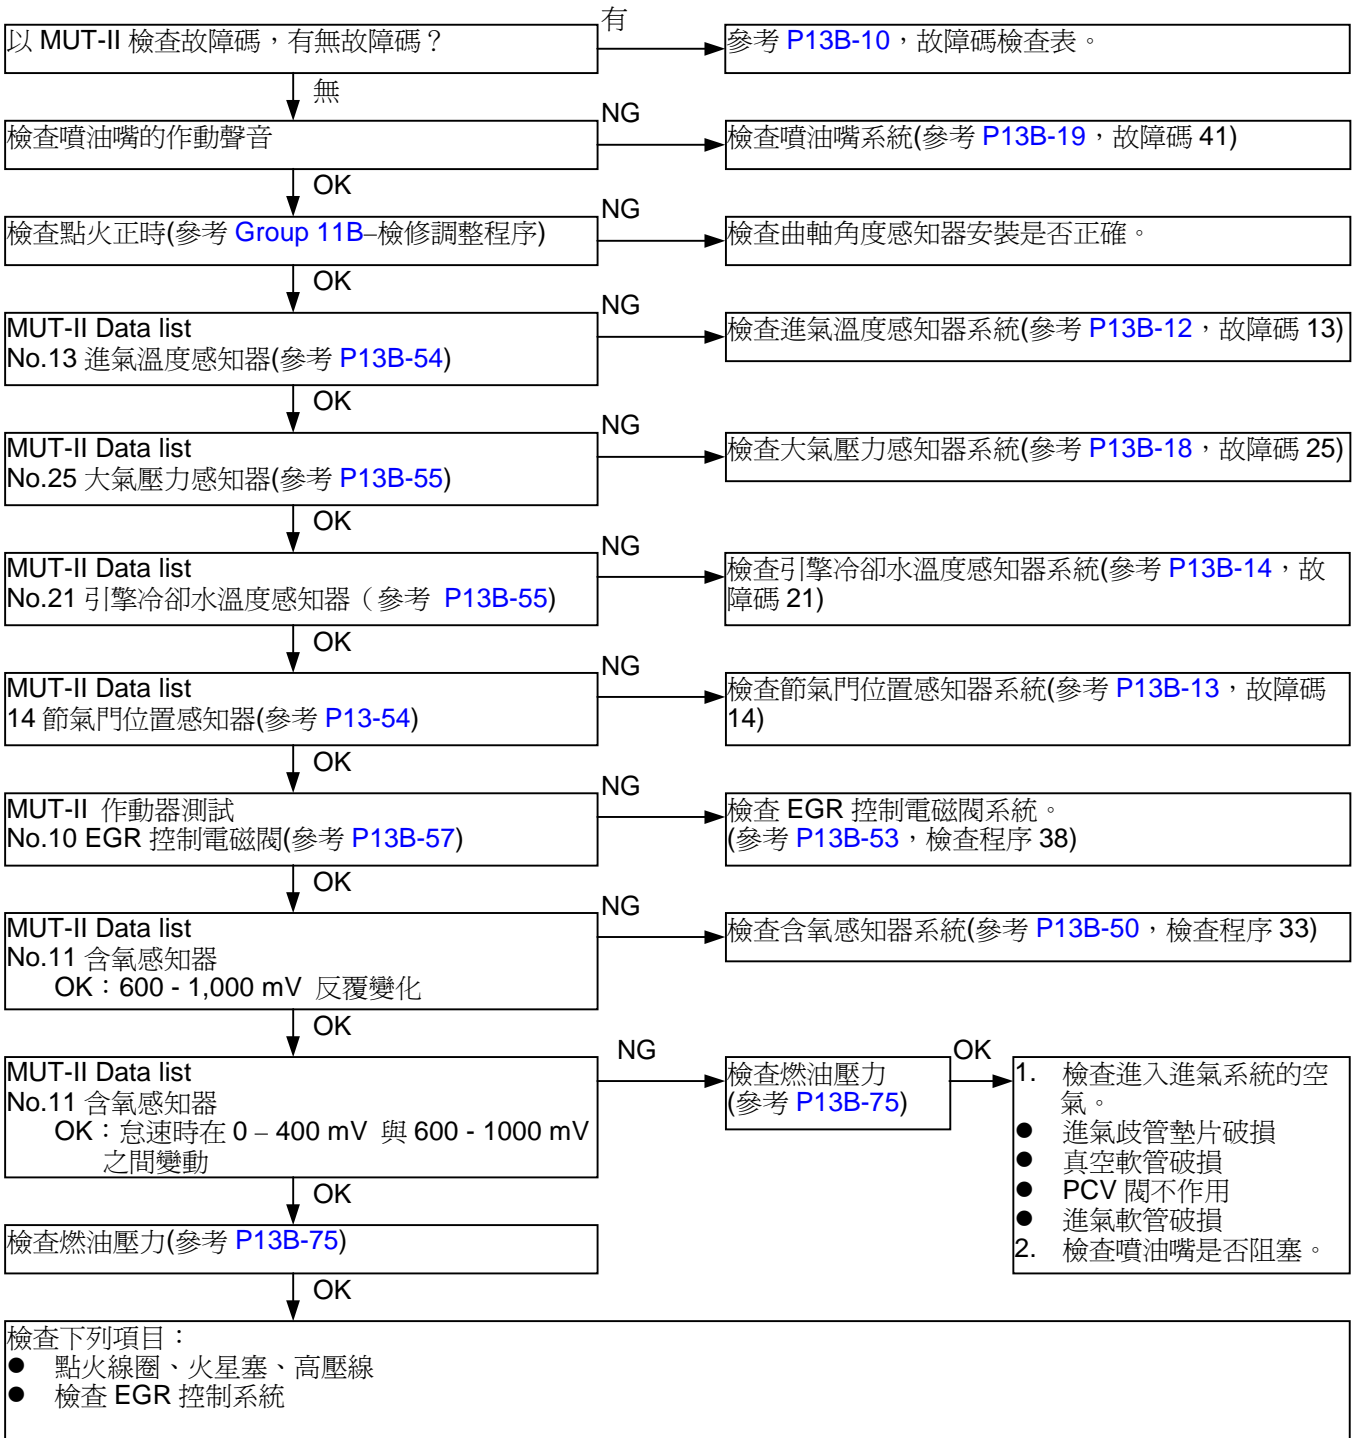 有
以 MUT-II 檢查故障碼，有無故障碼？
參考 P13B-10，故障碼檢查表。
無
NG
檢查噴油嘴的作動聲音
檢查噴油嘴系統(參考 P13B-19，故障碼 41)
OK
NG
檢查點火正時(參考 Group 11B–檢修調整程序)
檢查曲軸角度感知器安裝是否正確。
OK
NG
MUT-II Data list
No.13 進氣溫度感知器(參考 P13B-54)
檢查進氣溫度感知器系統(參考 P13B-12，故障碼 13)
OK
NG
MUT-II Data list
No.25 大氣壓力感知器(參考 P13B-55)
檢查大氣壓力感知器系統(參考 P13B-18，故障碼 25)
OK
NG
MUT-II Data list
No.21 引擎冷卻水溫度感知器（參考 P13B-55)
檢查引擎冷卻水溫度感知器系統(參考 P13B-14，故
障碼 21)
OK
NG
MUT-II Data list
14 節氣門位置感知器(參考 P13-54)
檢查節氣門位置感知器系統(參考 P13B-13，故障碼
14)
OK
NG
MUT-II 作動器測試
No.10 EGR 控制電磁閥(參考 P13B-57)
檢查 EGR 控制電磁閥系統。
(參考 P13B-53，檢查程序 38)
OK
NG
MUT-II Data list
No.11 含氧感知器
OK：600 - 1,000 mV 反覆變化
檢查含氧感知器系統(參考 P13B-50，檢查程序 33)
OK
NG
MUT-II Data list
No.11 含氧感知器
OK：怠速時在 0 – 400 mV 與 600 - 1000 mV
之間變動
檢查燃油壓力
(參考 P13B-75)
OK
1. 檢查進入進氣系統的空
氣。
● 進氣歧管墊片破損
● 真空軟管破損
● PCV 閥不作用
● 進氣軟管破損
2. 檢查噴油嘴是否阻塞。
OK
檢查燃油壓力(參考 P13B-75)
OK
檢查下列項目：
● 點火線圈、火星塞、高壓線
● 檢查 EGR 控制系統